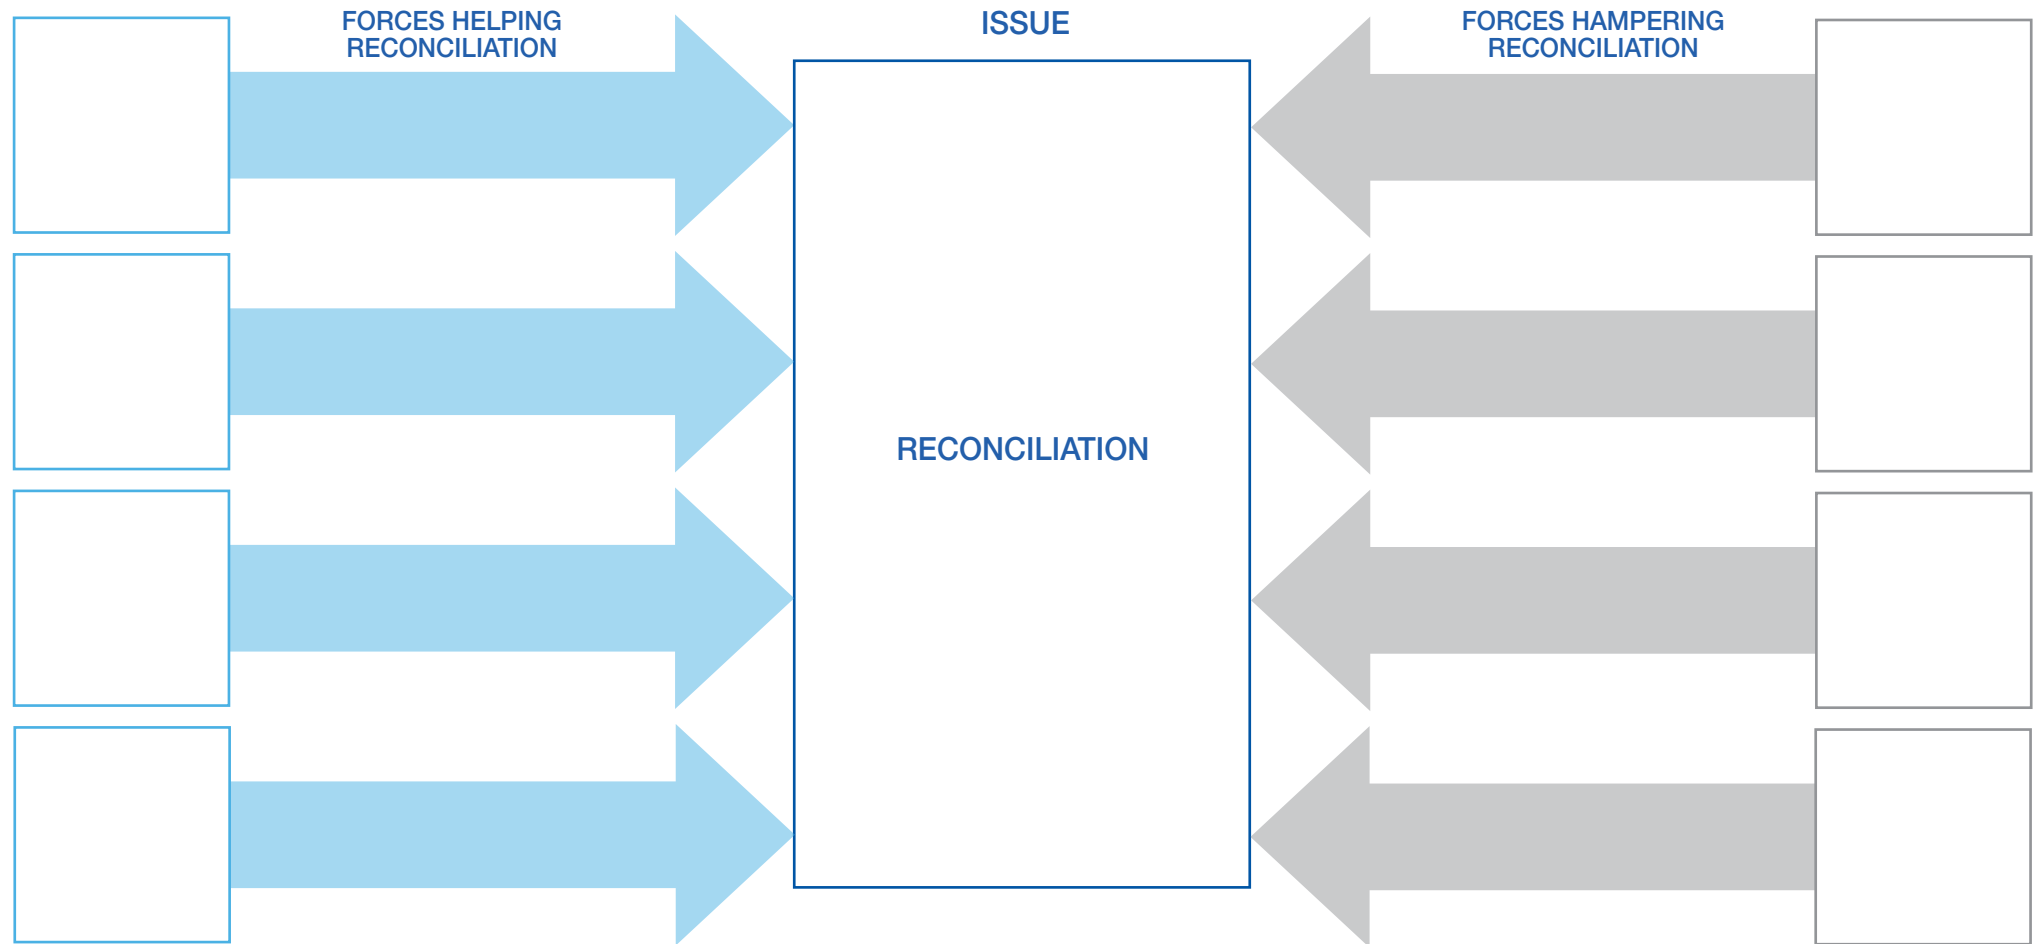 FORCES HELPING
RECONCILIATION
ISSUE
FORCES HAMPERING
RECONCILIATION
RECONCILIATION